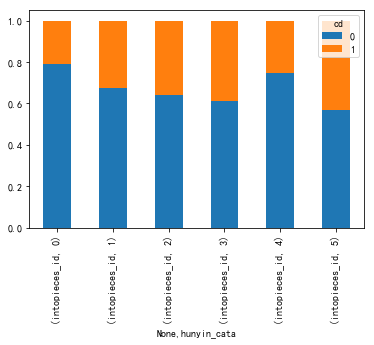 cd
0
1
1.0
0.8
0.6
0.4
0.2
0.0
(intopieces_id, 0)
(intopieces_id, 1)
(intopieces_id, 2)
(intopieces_id, 3)
(intopieces_id, 4)
(intopieces_id, 5)
None,hunyin_cata